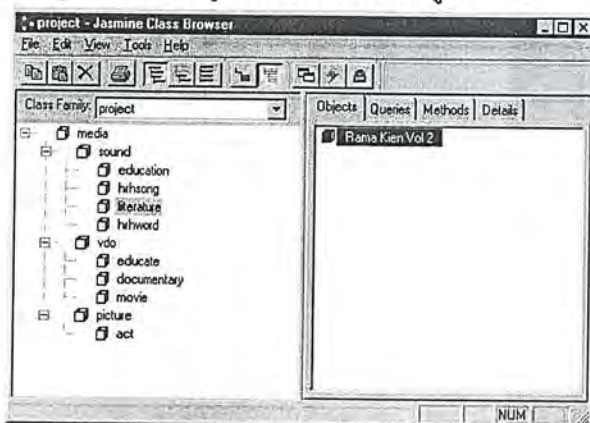 project - Jasmine Class Browser
File Edit View Tools Help
Class Family: project
media
sound
education
hrhsong
literature
hrhword
vdo
educate
documentary
movie
picture
act
Objects Queries Methods Details
Rama Kien Vol 2
NUM